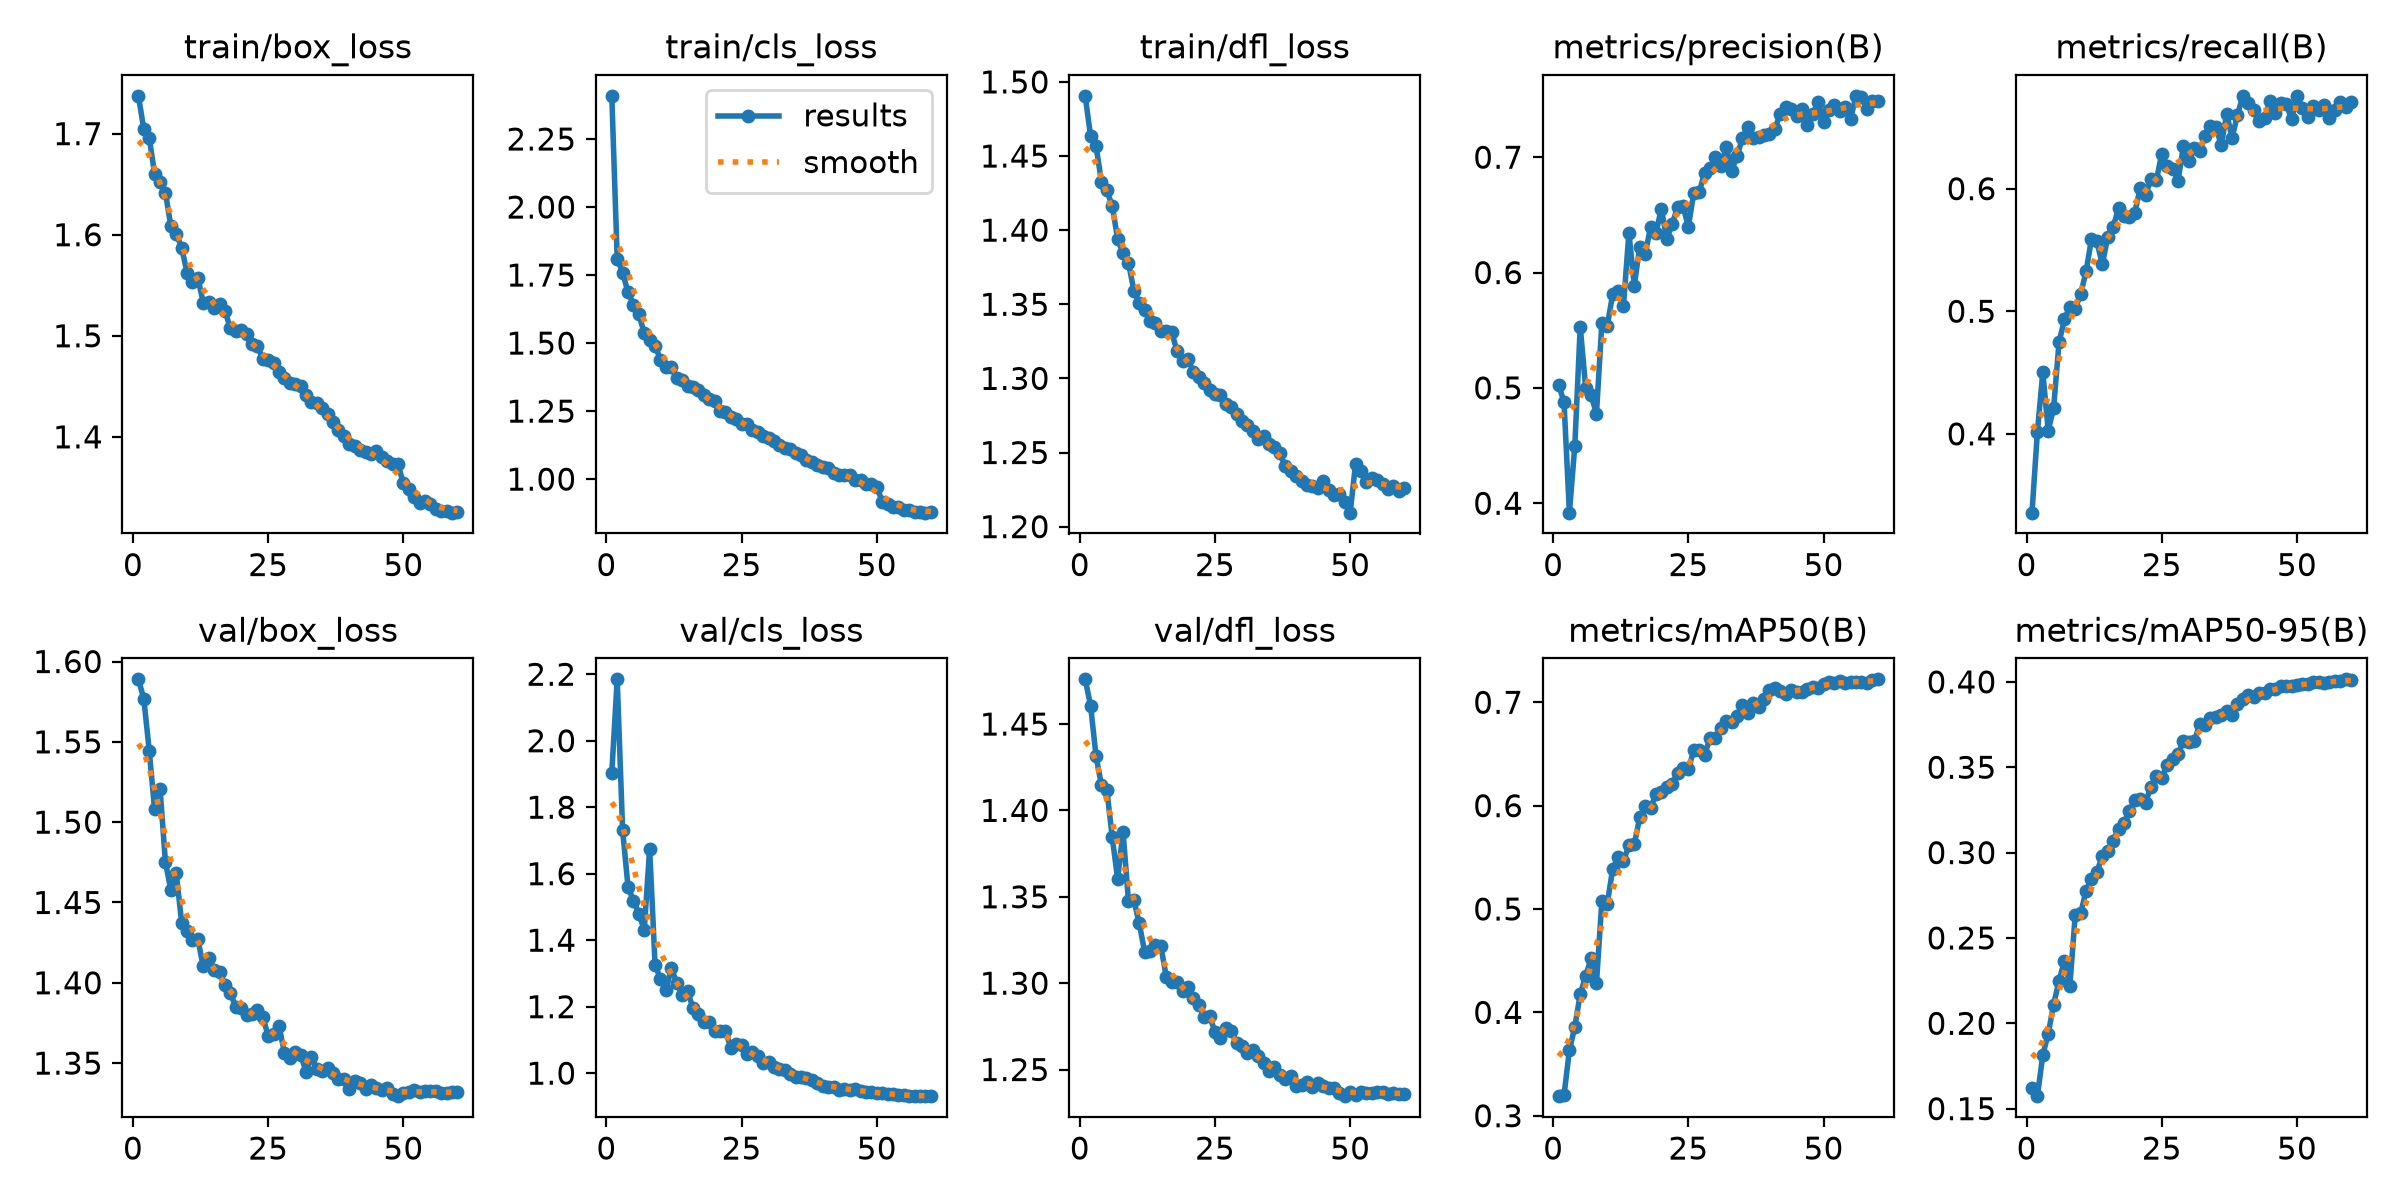 train/box_loss
1.7
1.6
1.5
1.4
0 25 50
train/cls_loss
results
smooth
2.25
2.00
1.75
1.50
1.25
1.00
0 25 50
train/dfl_loss
1.50
1.45
1.40
1.35
1.30
1.25
1.20
0 25 50
metrics/precision(B)
0.7
0.6
0.5
0.4
0 25 50
metrics/recall(B)
0.6
0.5
0.4
0 25 50
val/box_loss
1.60
1.55
1.50
1.45
1.40
1.35
0 25 50
val/cls_loss
2.2
2.0
1.8
1.6
1.4
1.2
1.0
0 25 50
val/dfl_loss
1.45
1.40
1.35
1.30
1.25
0 25 50
metrics/mAP50(B)
0.7
0.6
0.5
0.4
0.3
0 25 50
metrics/mAP50-95(B)
0.40
0.35
0.30
0.25
0.20
0.15
0 25 50